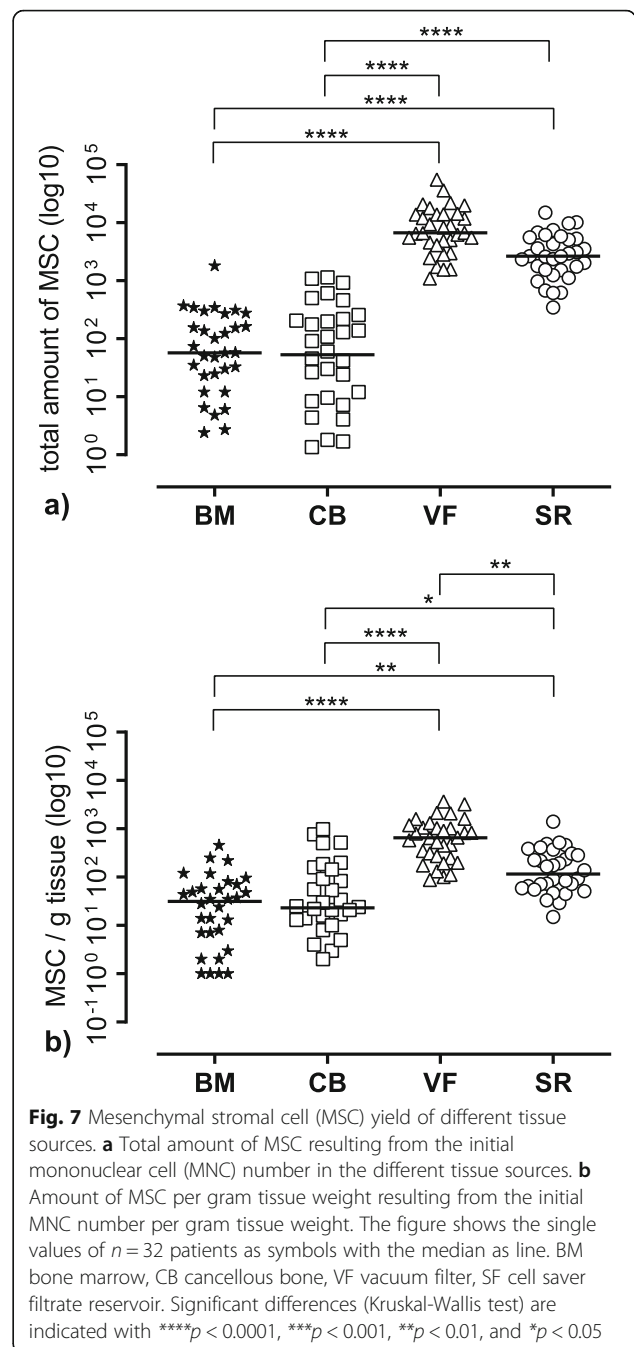 ****
****
****
****
total amount of MSC (log10)
10⁵
10⁴
10³
10²
10¹
10⁰
a)
BM CB VF SR
**
*
****
**
****
MSC / g tissue (log10)
10⁵
10⁴
10³
10²
10¹
10⁰
10⁻¹
b)
BM CB VF SR
Fig. 7 Mesenchymal stromal cell (MSC) yield of different tissue
sources. a Total amount of MSC resulting from the initial
mononuclear cell (MNC) number in the different tissue sources. b
Amount of MSC per gram tissue weight resulting from the initial
MNC number per gram tissue weight. The figure shows the single
values of n = 32 patients as symbols with the median as line. BM
bone marrow, CB cancellous bone, VF vacuum filter, SF cell saver
filtrate reservoir. Significant differences (Kruskal-Wallis test) are
indicated with ****p < 0.0001, ***p < 0.001, **p < 0.01, and *p < 0.05